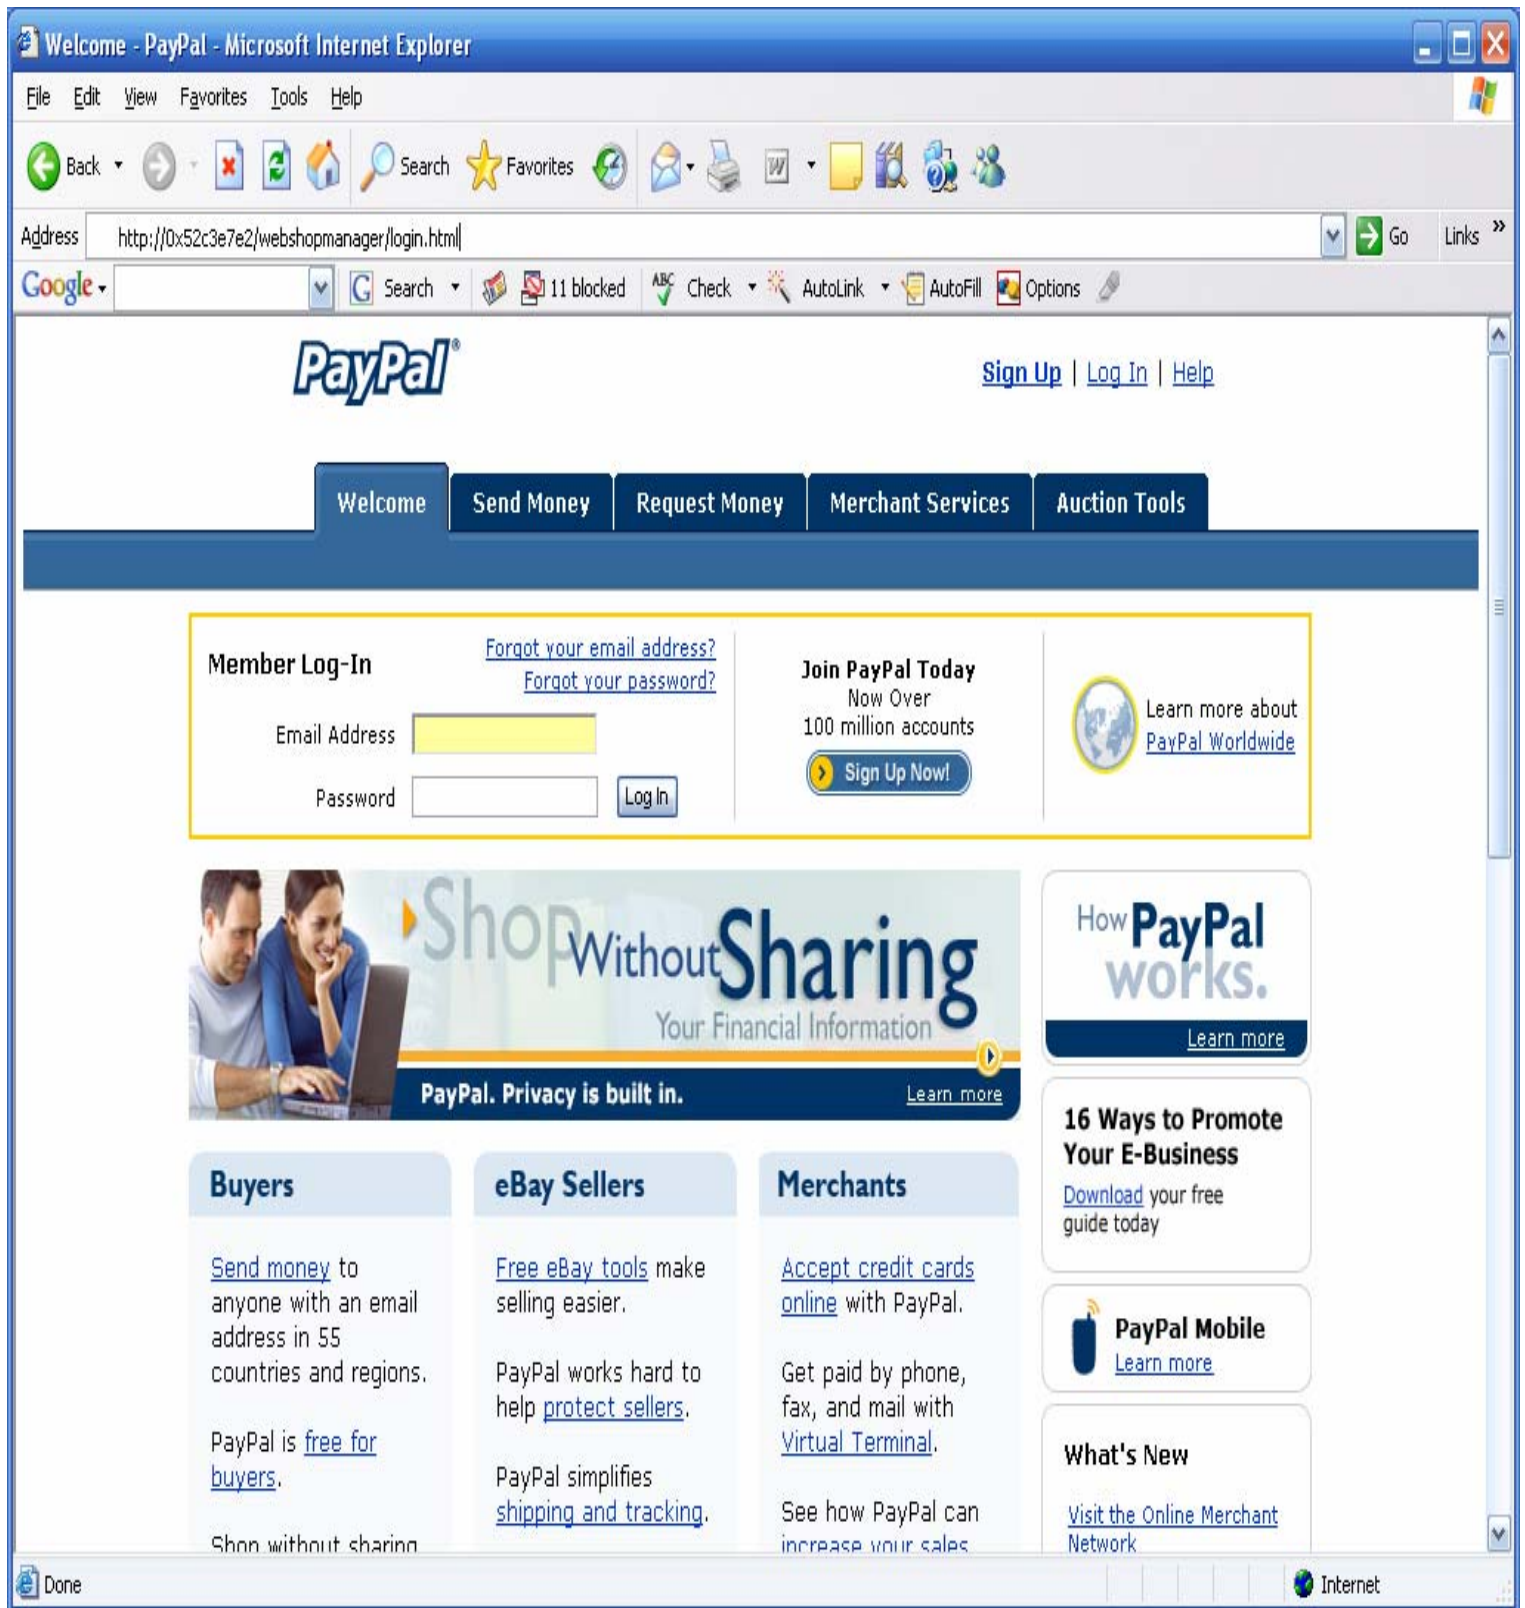 Welcome - PayPal - Microsoft Internet Explorer
File Edit View Favorites Tools Help
Back Search Favorites
Address http://0x52c3e7e2/webshopmanager/login.html Go Links »
Google Search 11 blocked ABC Check AutoLink AutoFill Options
PayPal®
Sign Up | Log In | Help
Welcome Send Money Request Money Merchant Services Auction Tools
Member Log-In
Forgot your email address?
Forgot your password?
Email Address
Password Log In
Join PayPal Today
Now Over
100 million accounts
Sign Up Now!
Learn more about
PayPal Worldwide
Shop Without Sharing
Your Financial Information
PayPal. Privacy is built in. Learn more
How PayPal
works.
Learn more
16 Ways to Promote
Your E-Business
Download your free
guide today
PayPal Mobile
Learn more
What's New
Visit the Online Merchant
Network
Buyers
Send money to
anyone with an email
address in 55
countries and regions.
PayPal is free for
buyers.
Shop without sharing
eBay Sellers
Free eBay tools make
selling easier.
PayPal works hard to
help protect sellers.
PayPal simplifies
shipping and tracking.
Merchants
Accept credit cards
online with PayPal.
Get paid by phone,
fax, and mail with
Virtual Terminal.
See how PayPal can
increase your sales
Done Internet